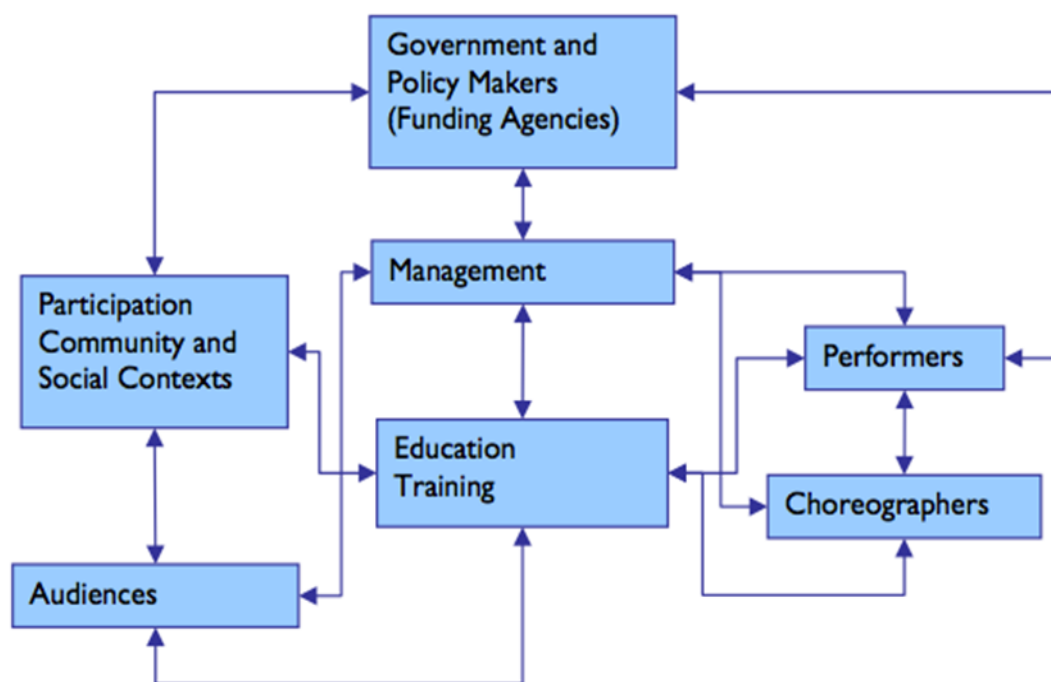 Government and
Policy Makers
(Funding Agencies)
Management
Participation
Community and
Social Contexts
Performers
Education
Training
Choreographers
Audiences